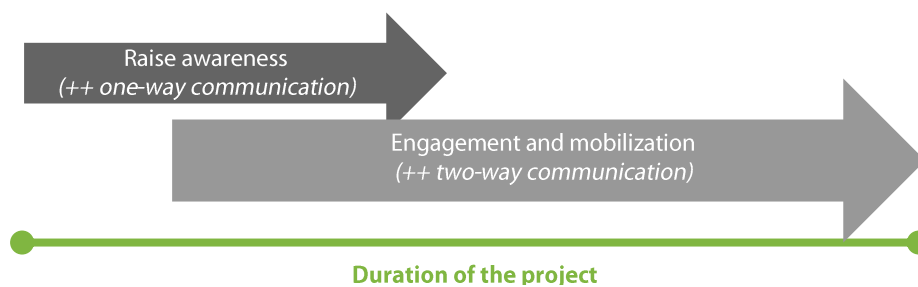 Raise awareness
(++ one-way communication)
Engagement and mobilization
(++ two-way communication)
Duration of the project